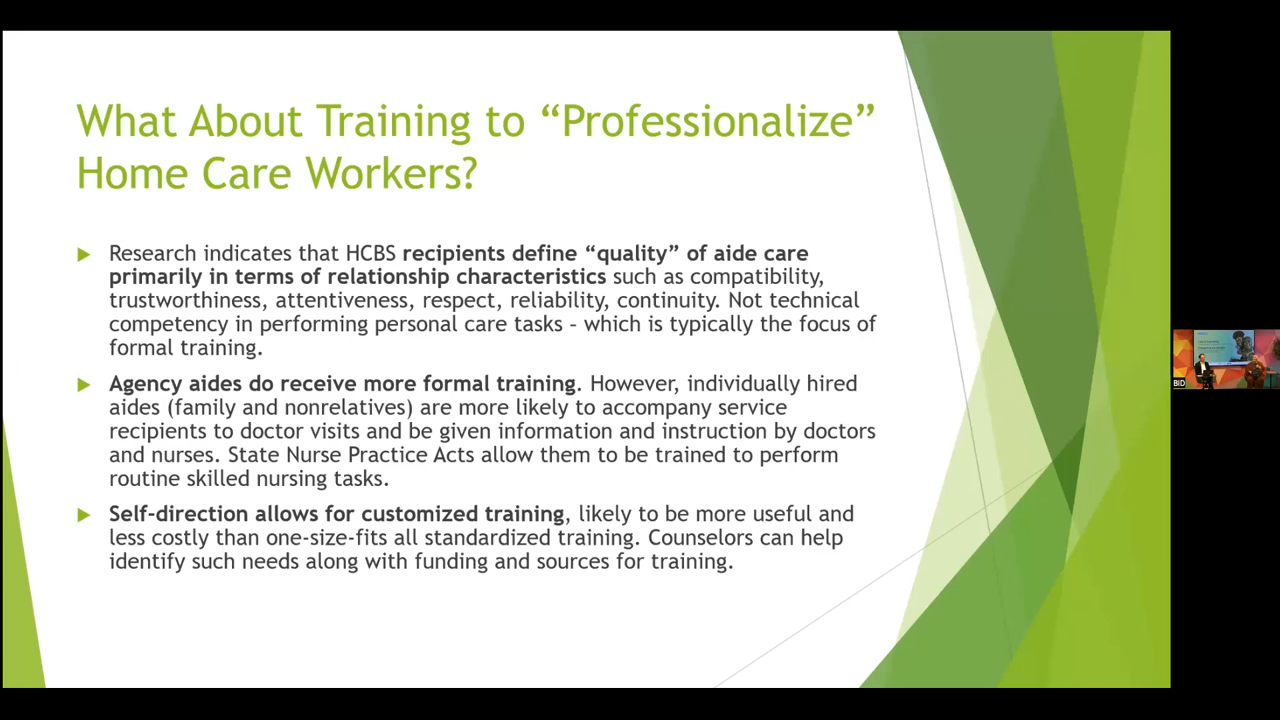 What About Training to “Professionalize”
Home Care Workers?
Research indicates that HCBS recipients define “quality” of aide care
primarily in terms of relationship characteristics such as compatibility,
trustworthiness, attentiveness, respect, reliability, continuity. Not technical
competency in performing personal care tasks – which is typically the focus of
formal training.
Agency aides do receive more formal training. However, individually hired
aides (family and nonrelatives) are more likely to accompany service
recipients to doctor visits and be given information and instruction by doctors
and nurses. State Nurse Practice Acts allow them to be trained to perform
routine skilled nursing tasks.
Self-direction allows for customized training, likely to be more useful and
less costly than one-size-fits all standardized training. Counselors can help
identify such needs along with funding and sources for training.
BID